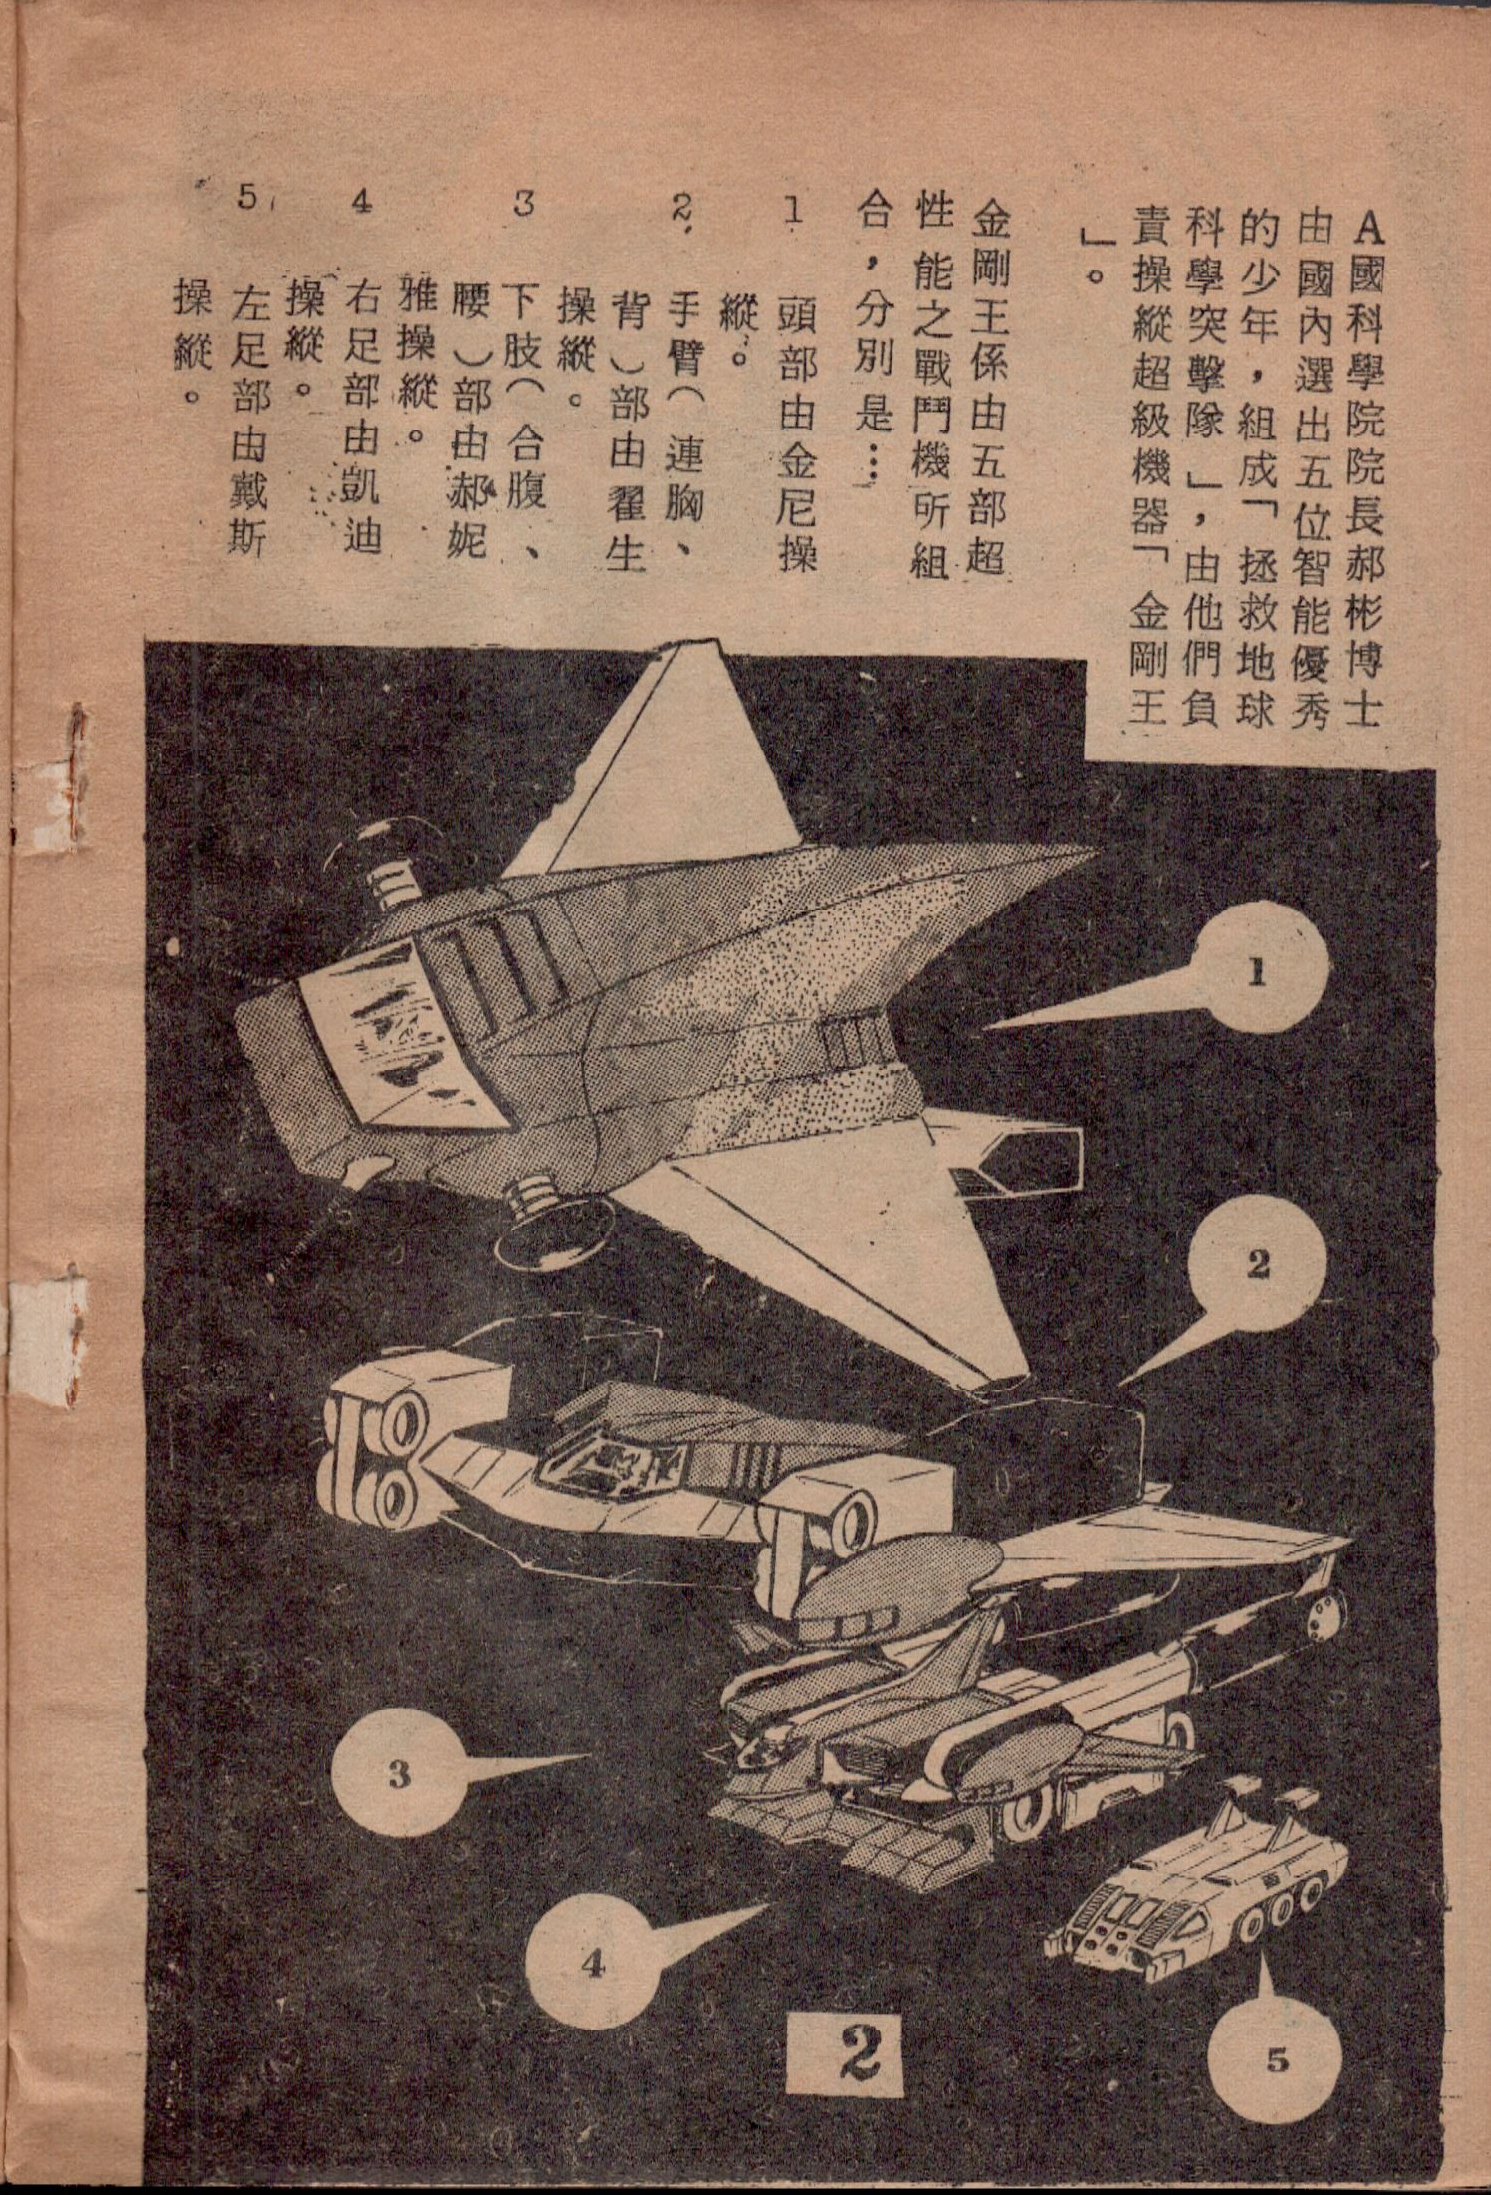 A國科學院院長郝彬博士
由國內選出五位智能優秀
的少年，組成「拯救地球
科學突擊隊」，由他們負
責操縱超級機器「金剛王
」。
金剛王係由五部超
性能之戰鬥機所組
合，分別是…
1 頭部由金尼操
縱。
2. 手臂（連胸、
背）部由翟生
操縱。
3 下肢（合腹、
腰）部由郝妮
雅操縱。
4 右足部由凱迪
操縱。
5 左足部由戴斯
操縱。
1
2
3
4
5
2